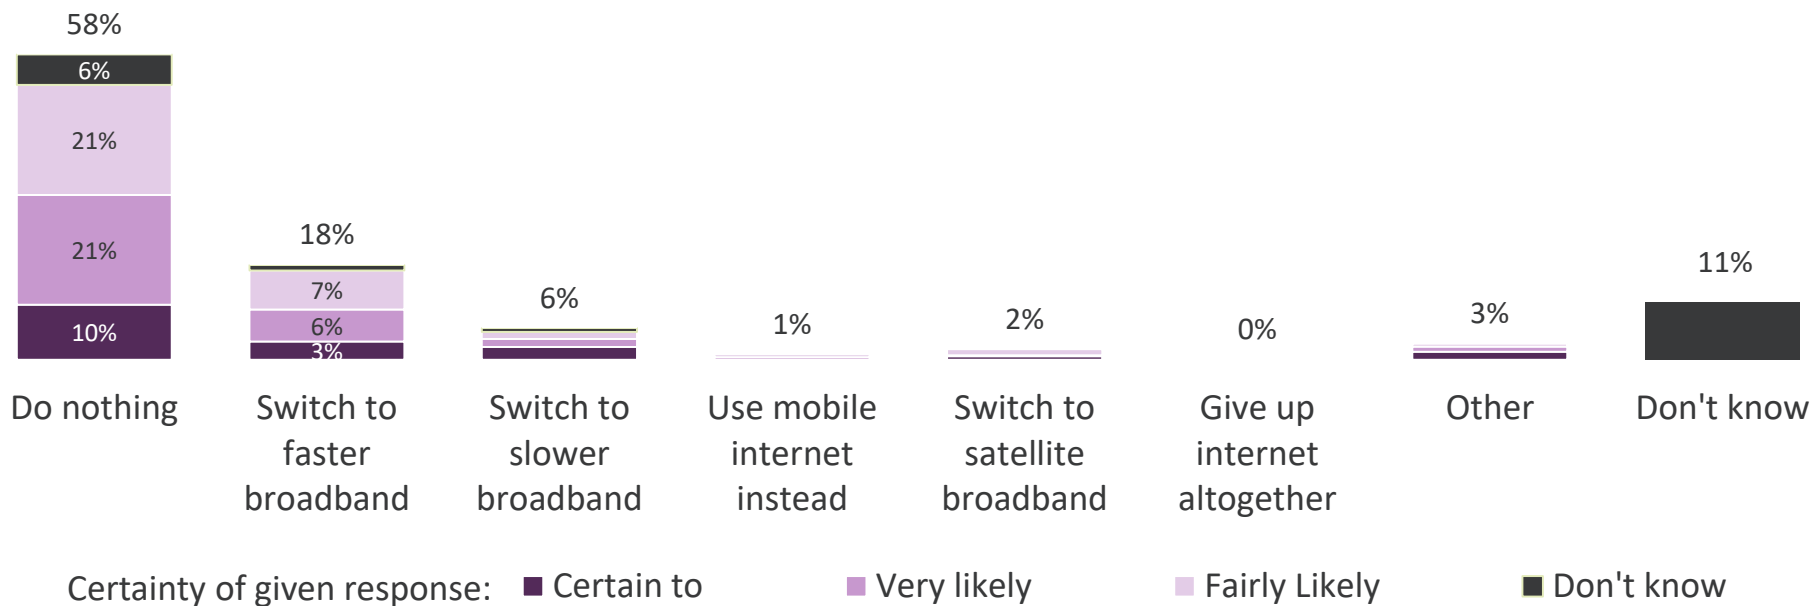 58%
6%
21%
21%
10%
18%
7%
6%
3%
6%
1%
2%
0%
3%
11%
Do nothing
Switch to
faster
broadband
Switch to
slower
broadband
Use mobile
internet
instead
Switch to
satellite
broadband
Give up
internet
altogether
Other
Don't know
Certainty of given response: Certain to Very likely Fairly Likely Don't know